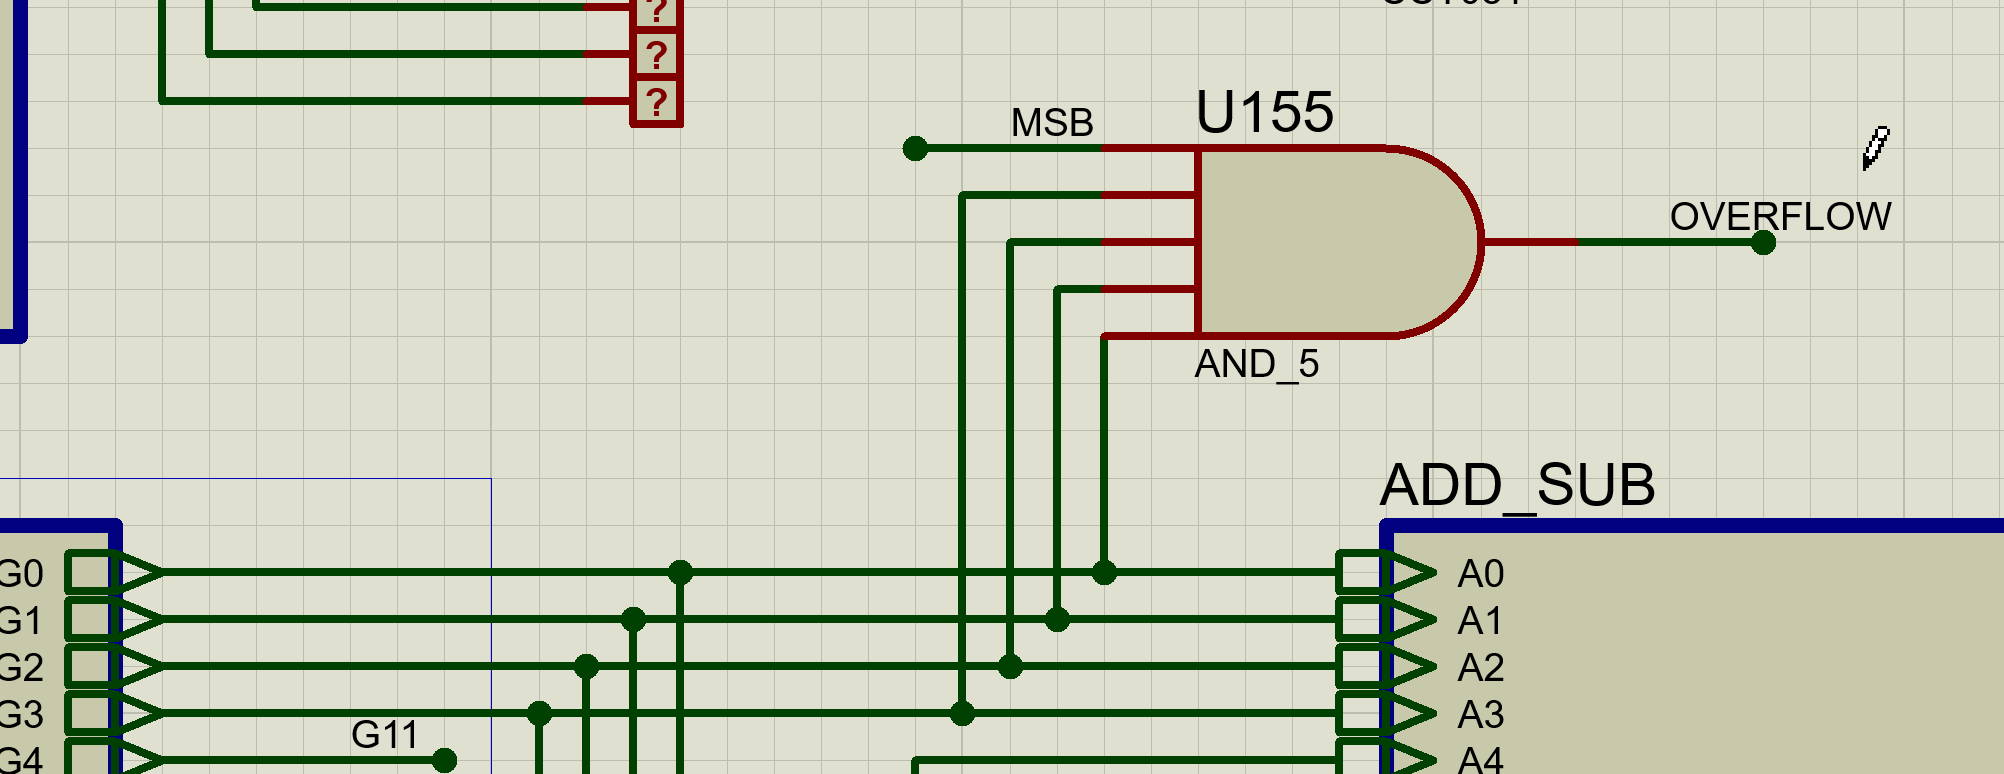 ?
?
?
MSB
U155
OVERFLOW
AND_5
ADD_SUB
G0
A0
G1
A1
G2
A2
G3
A3
G11
G4
A4